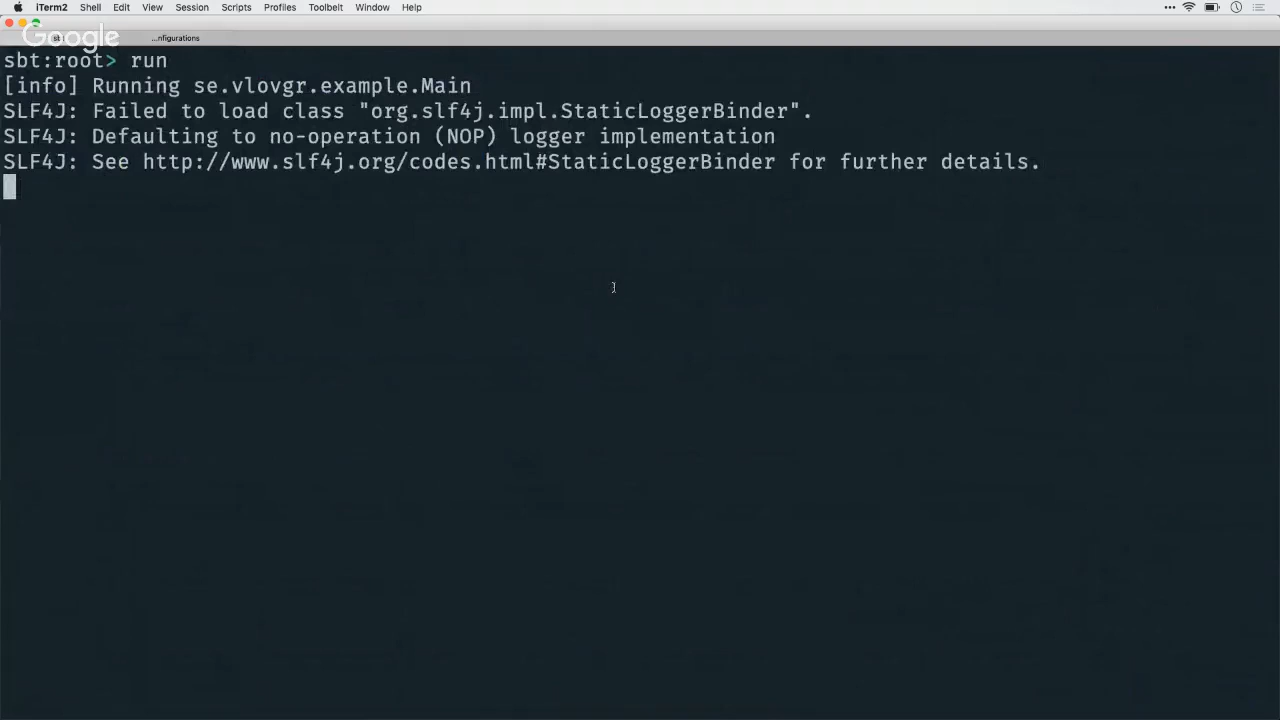 iTerm2 Shell Edit View Session Scripts Profiles Toolbelt Window Help
Google
sbt ...nfigurations
sbt:root> run
[info] Running se.vlovgr.example.Main
SLF4J: Failed to load class "org.slf4j.impl.StaticLoggerBinder".
SLF4J: Defaulting to no-operation (NOP) logger implementation
SLF4J: See http://www.slf4j.org/codes.html#StaticLoggerBinder for further details.